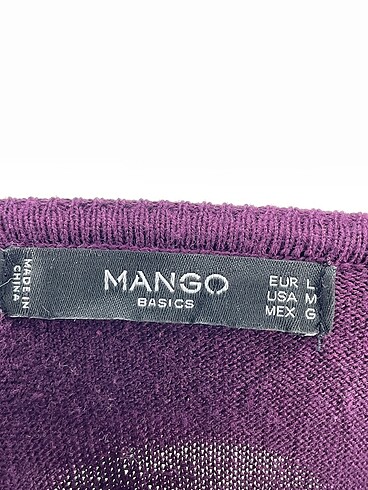 MADE IN
CHINA
MANGO
BASICS
EUR L
USA M
MEX G